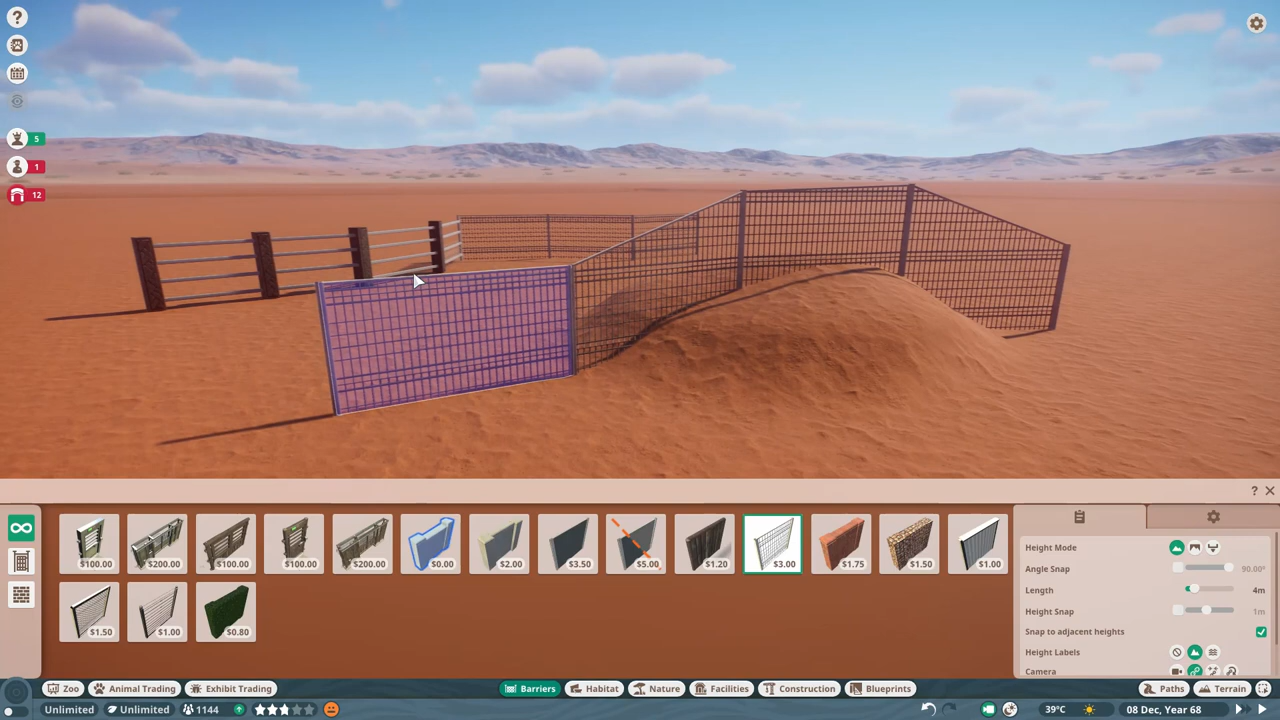 ?
5
1
12
?
$100.00 $200.00 $100.00 $100.00 $200.00 $0.00 $2.00 $3.50 $5.00 $1.20 $3.00 $1.75 $1.50 $1.00
$1.50 $1.00 $0.80
Height Mode
Angle Snap 90.00°
Length 4m
Height Snap 1m
Snap to adjacent heights
Height Labels
Camera
Zoo Animal Trading Exhibit Trading Barriers Habitat Nature Facilities Construction Blueprints Paths Terrain
Unlimited Unlimited 1144 39°C 08 Dec, Year 68